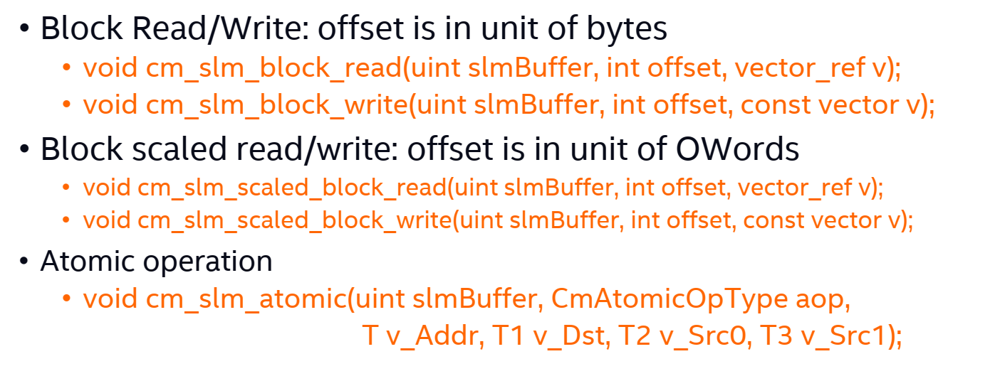 • Block Read/Write: offset is in unit of bytes
• void cm_slm_block_read(uint slmBuffer, int offset, vector_ref v);
• void cm_slm_block_write(uint slmBuffer, int offset, const vector v);
• Block scaled read/write: offset is in unit of OWords
• void cm_slm_scaled_block_read(uint slmBuffer, int offset, vector_ref v);
• void cm_slm_scaled_block_write(uint slmBuffer, int offset, const vector v);
• Atomic operation
• void cm_slm_atomic(uint slmBuffer, CmAtomicOpType aop,
T v_Addr, T1 v_Dst, T2 v_Src0, T3 v_Src1);